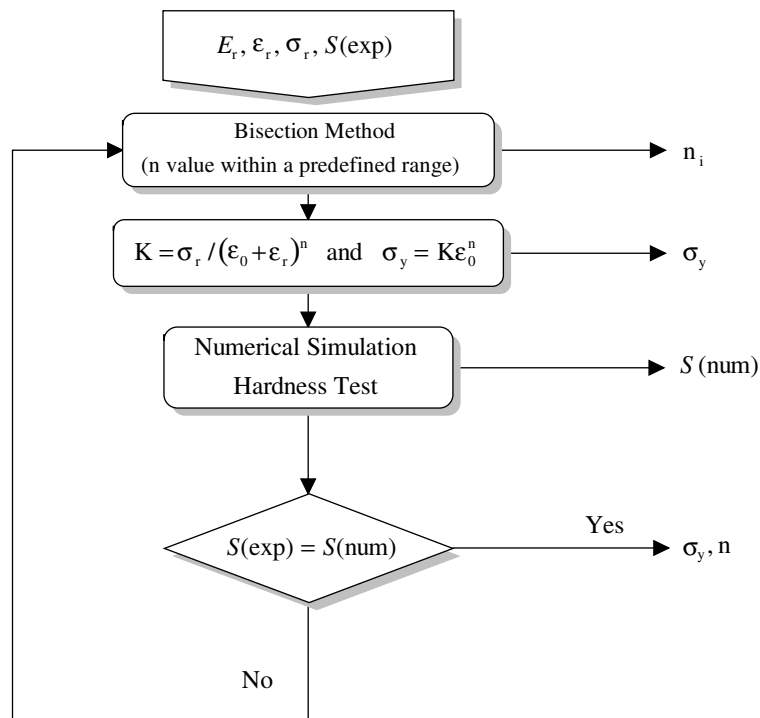 E_r, ε_r, σ_r, S(exp)
Bisection Method
(n value within a predefined range)
n_i
K = σ_r /(ε_0 + ε_r)^n and σ_y = Kε_0^n
σ_y
Numerical Simulation
Hardness Test
S (num)
S(exp) = S(num)
Yes
σ_y, n
No